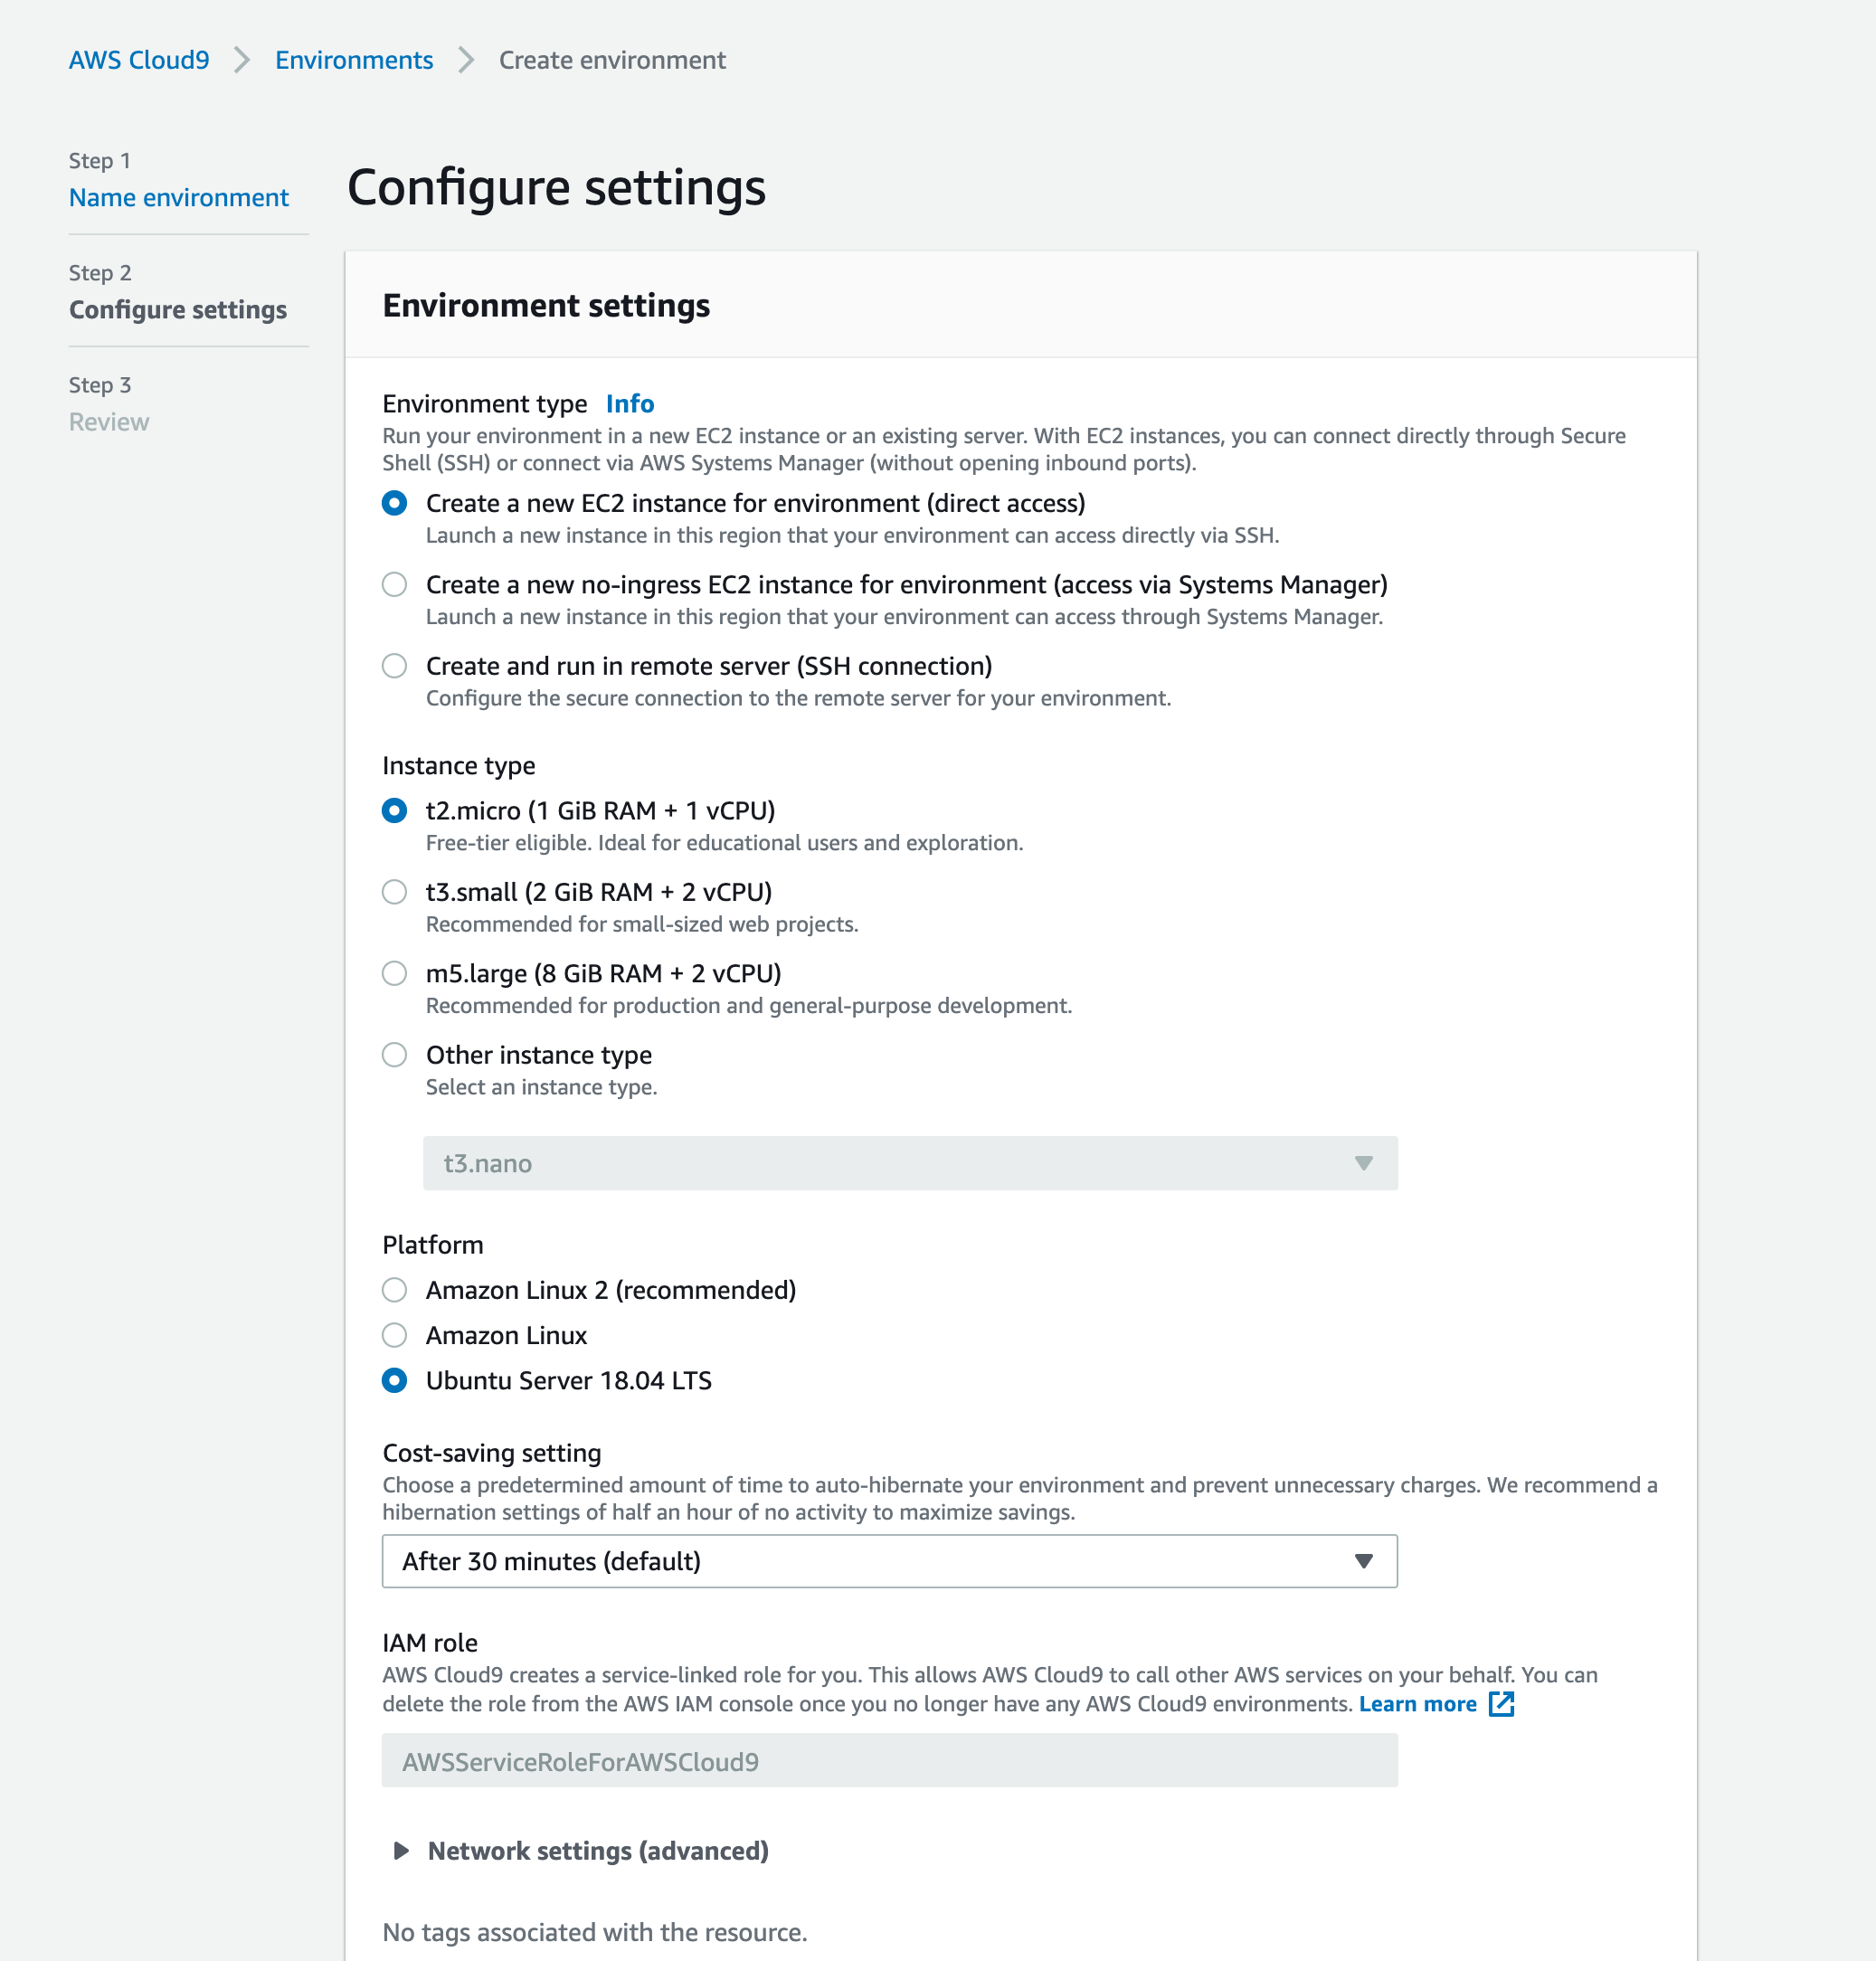 AWS Cloud9 > Environments > Create environment
Step 1
Name environment
Step 2
Configure settings
Step 3
Review
Configure settings
Environment settings
Environment type Info
Run your environment in a new EC2 instance or an existing server. With EC2 instances, you can connect directly through Secure
Shell (SSH) or connect via AWS Systems Manager (without opening inbound ports).
Create a new EC2 instance for environment (direct access)
Launch a new instance in this region that your environment can access directly via SSH.
Create a new no-ingress EC2 instance for environment (access via Systems Manager)
Launch a new instance in this region that your environment can access through Systems Manager.
Create and run in remote server (SSH connection)
Configure the secure connection to the remote server for your environment.
Instance type
t2.micro (1 GiB RAM + 1 vCPU)
Free-tier eligible. Ideal for educational users and exploration.
t3.small (2 GiB RAM + 2 vCPU)
Recommended for small-sized web projects.
m5.large (8 GiB RAM + 2 vCPU)
Recommended for production and general-purpose development.
Other instance type
Select an instance type.
t3.nano
Platform
Amazon Linux 2 (recommended)
Amazon Linux
Ubuntu Server 18.04 LTS
Cost-saving setting
Choose a predetermined amount of time to auto-hibernate your environment and prevent unnecessary charges. We recommend a
hibernation settings of half an hour of no activity to maximize savings.
After 30 minutes (default)
IAM role
AWS Cloud9 creates a service-linked role for you. This allows AWS Cloud9 to call other AWS services on your behalf. You can
delete the role from the AWS IAM console once you no longer have any AWS Cloud9 environments. Learn more
AWSServiceRoleForAWSCloud9
Network settings (advanced)
No tags associated with the resource.